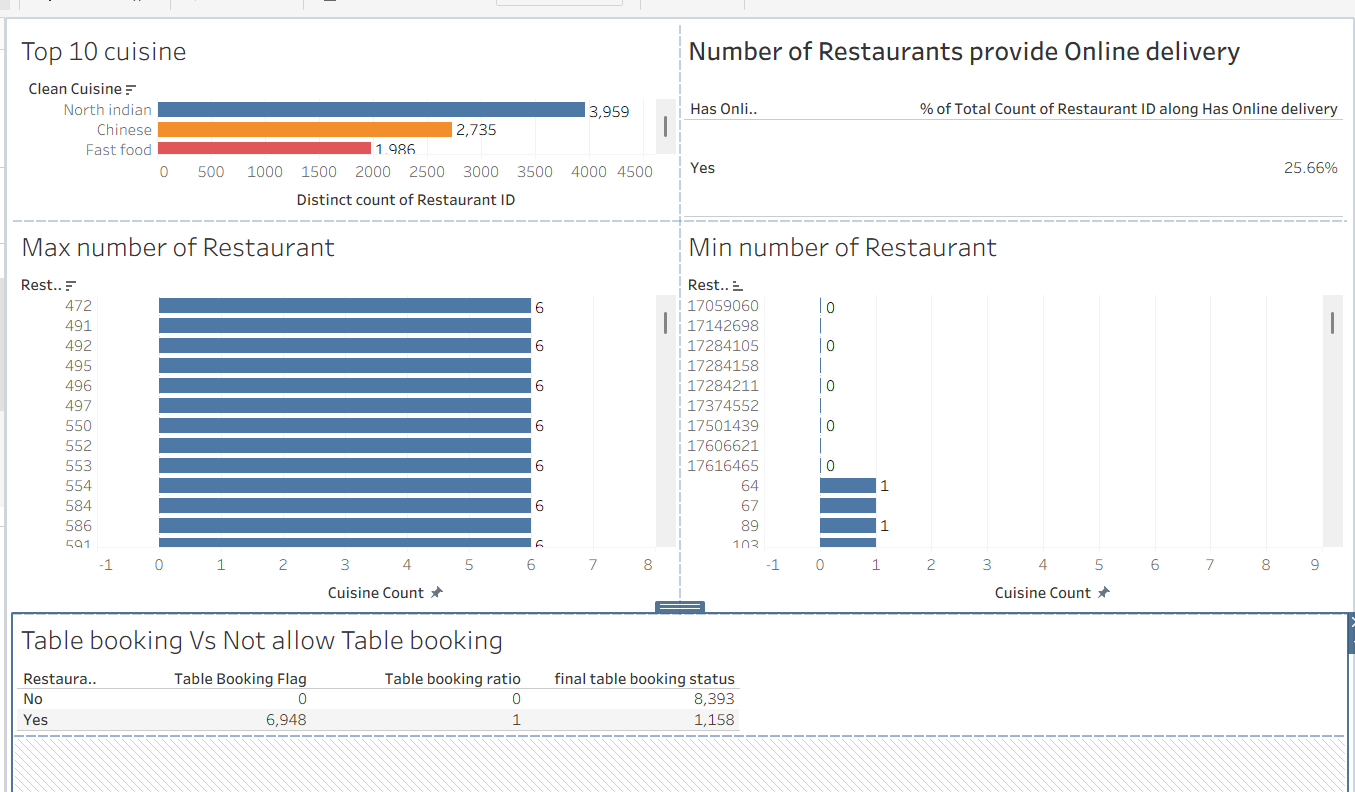 Top 10 cuisine
Clean Cuisine
North indian 3,959
Chinese 2,735
Fast food 1,986
0 500 1000 1500 2000 2500 3000 3500 4000 4500
Distinct count of Restaurant ID
Number of Restaurants provide Online delivery
Has Onli.. % of Total Count of Restaurant ID along Has Online delivery
Yes 25.66%
Max number of Restaurant
Rest..
472 6
491
492 6
495
496 6
497
550 6
552
553 6
554
584 6
586
591 6
-1 0 1 2 3 4 5 6 7 8
Cuisine Count
Min number of Restaurant
Rest..
17059060 0
17142698
17284105 0
17284158
17284211 0
17374552
17501439 0
17606621
17616465 0
64 1
67
89 1
103
-1 0 1 2 3 4 5 6 7 8 9
Cuisine Count
Table booking Vs Not allow Table booking
Restaura.. Table Booking Flag Table booking ratio final table booking status
No 0 0 8,393
Yes 6,948 1 1,158